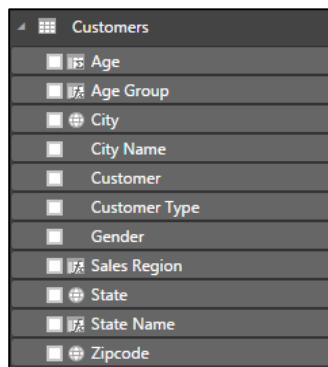 Customers
Age
Age Group
City
City Name
Customer
Customer Type
Gender
Sales Region
State
State Name
Zipcode